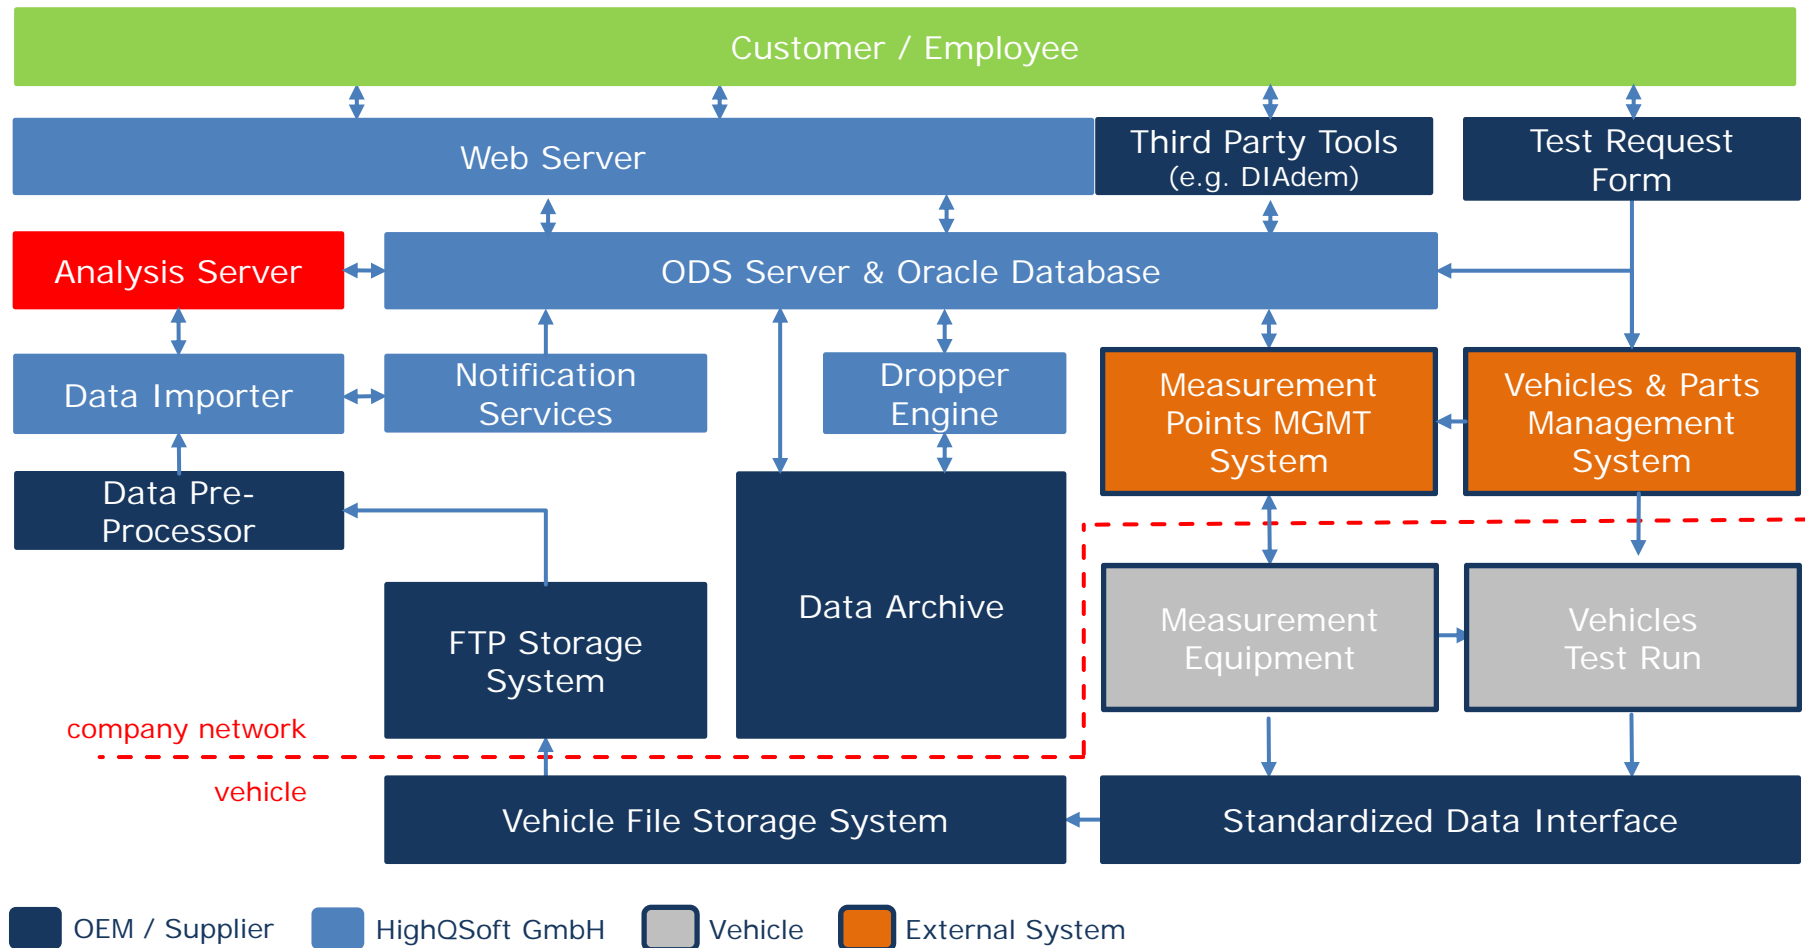 Customer / Employee
Web Server
Third Party Tools
(e.g. DIAdem)
Test Request
Form
Analysis Server
ODS Server & Oracle Database
Data Importer
Notification
Services
Dropper
Engine
Measurement
Points MGMT
System
Vehicles & Parts
Management
System
Data Pre-
Processor
FTP Storage
System
Data Archive
Measurement
Equipment
Vehicles
Test Run
company network
vehicle
Vehicle File Storage System
Standardized Data Interface
OEM / Supplier
HighQSoft GmbH
Vehicle
External System